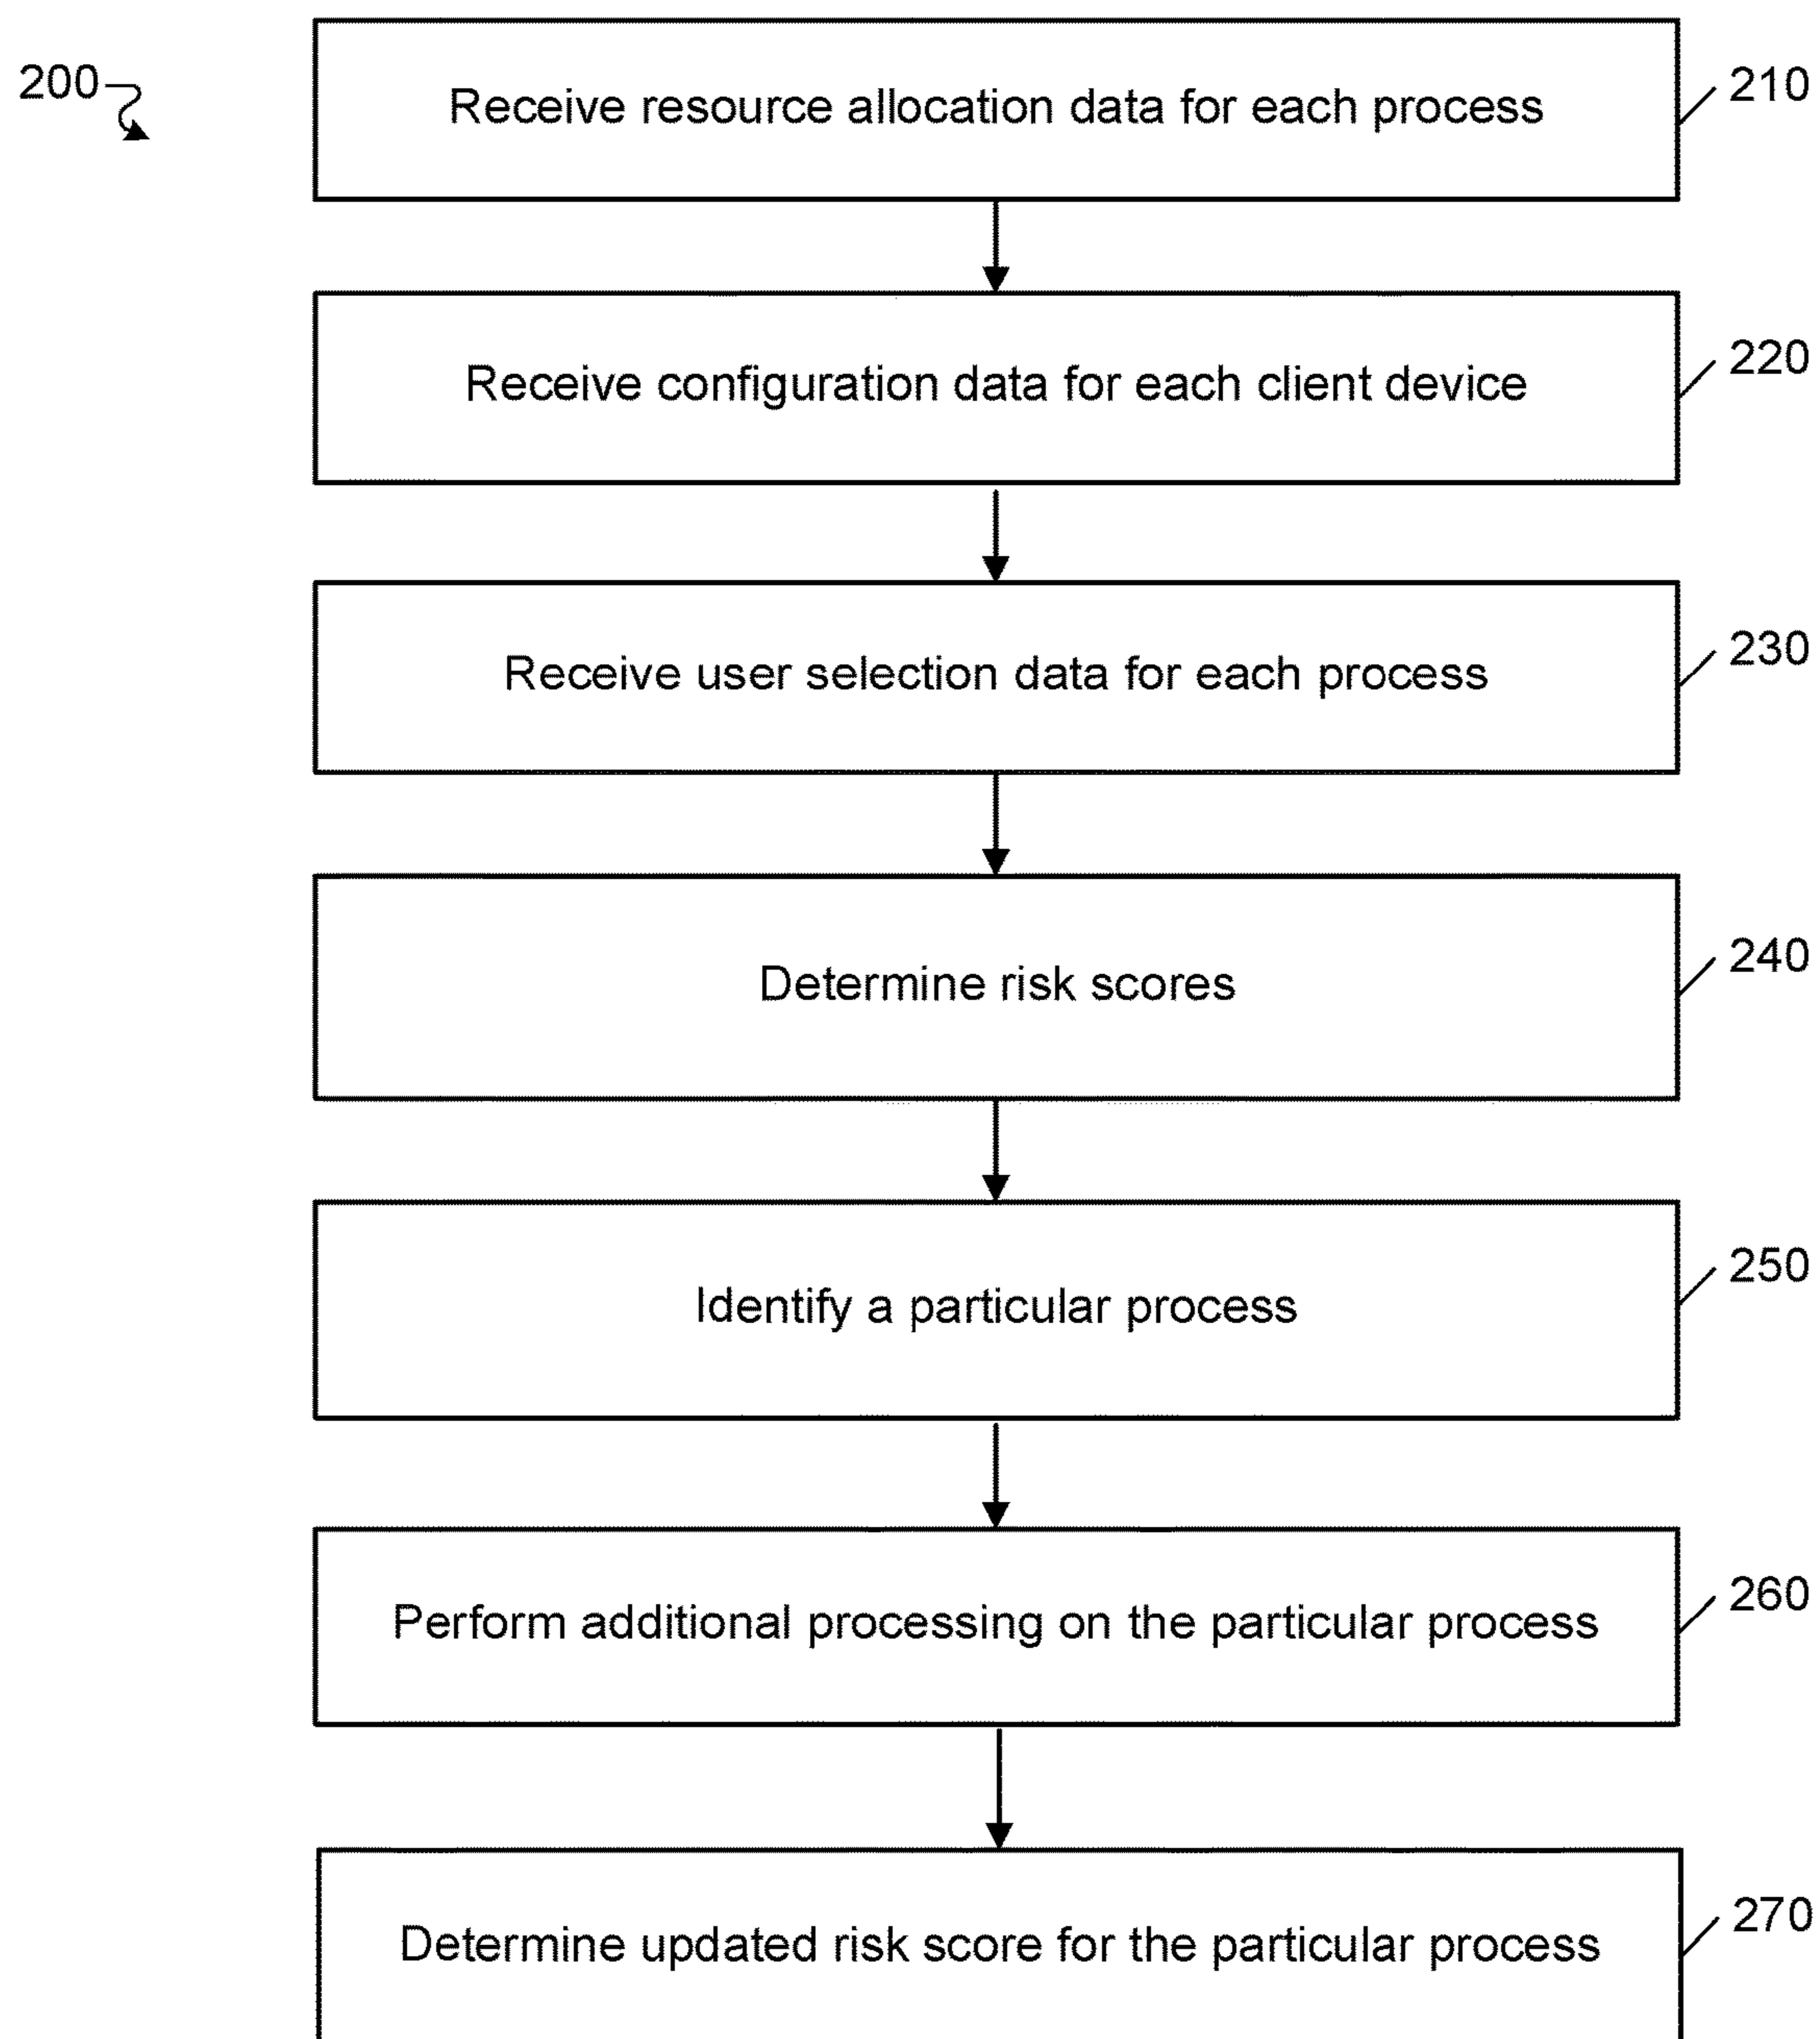 200
Receive resource allocation data for each process
210
Receive configuration data for each client device
220
Receive user selection data for each process
230
Determine risk scores
240
Identify a particular process
250
Perform additional processing on the particular process
260
Determine updated risk score for the particular process
270